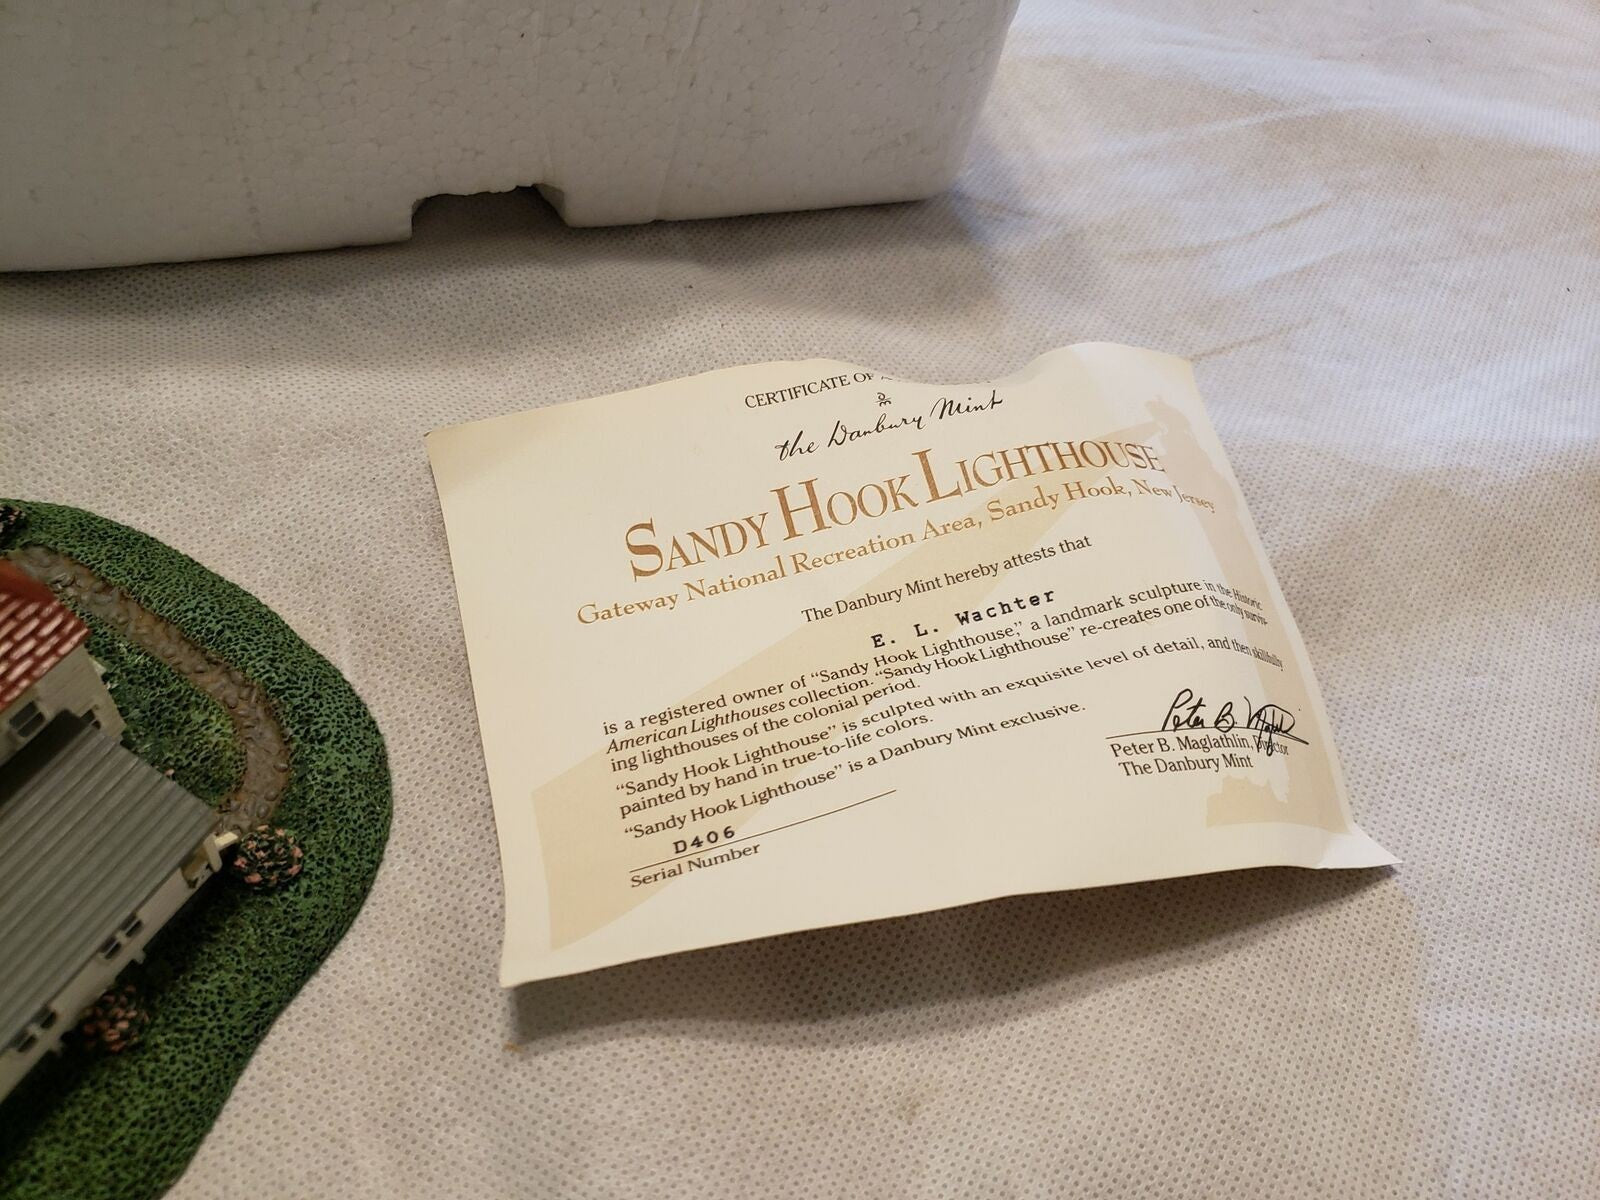 CERTIFICATE OF
the Danbury Mint
SANDY HOOK LIGHTHOUSE
Gateway National Recreation Area, Sandy Hook, New Jersey
The Danbury Mint hereby attests that
E. L. Wachter
is a registered owner of “Sandy Hook Lighthouse,” a landmark sculpture in the Historic
American Lighthouses collection. “Sandy Hook Lighthouse” re-creates one of the only surviv-
ing lighthouses of the colonial period.
“Sandy Hook Lighthouse” is sculpted with an exquisite level of detail, and then skillfully
painted by hand in true-to-life colors.
“Sandy Hook Lighthouse” is a Danbury Mint exclusive.
D406
Serial Number
Peter B. Maglathlin
Peter B. Maglathlin, Director
The Danbury Mint